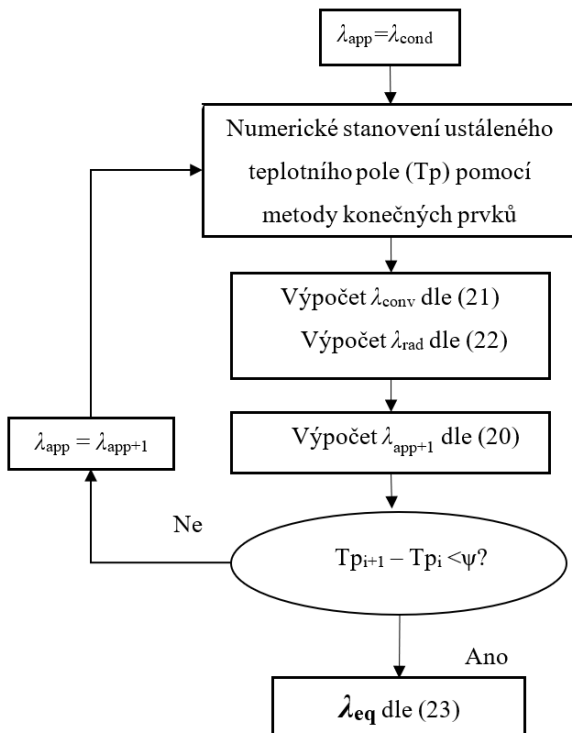 λapp=λcond
Numerické stanovení ustáleného
teplotního pole (Tp) pomocí
metody konečných prvků
Výpočet λconv dle (21)
Výpočet λrad dle (22)
Výpočet λapp+1 dle (20)
λapp = λapp+1
Ne
Tpi+1 – Tpi <ψ?
Ano
λeq dle (23)